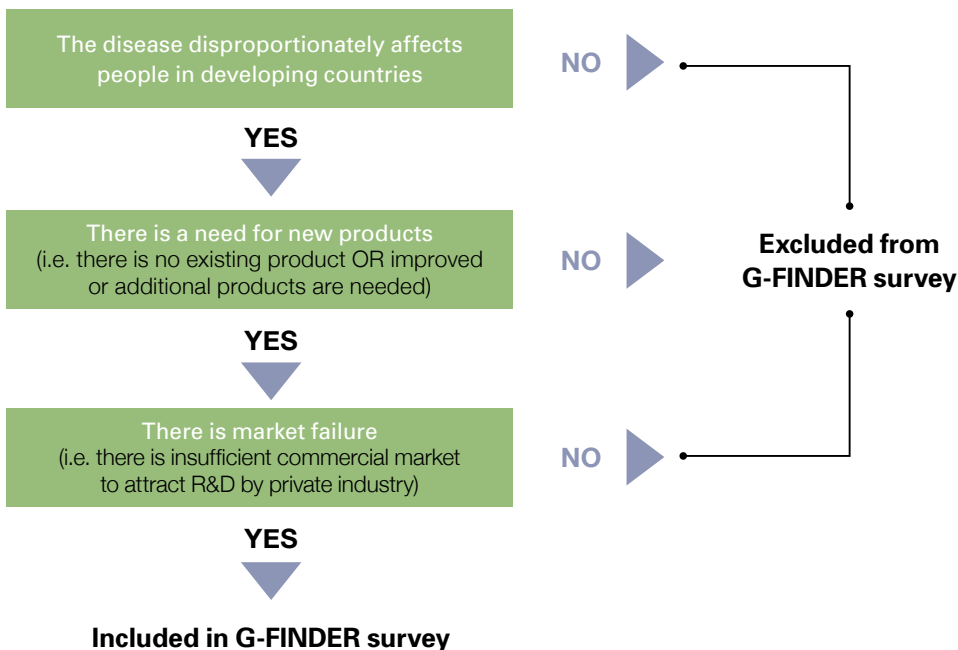 The disease disproportionately affects
people in developing countries
NO
YES
There is a need for new products
(i.e. there is no existing product OR improved
or additional products are needed)
NO
Excluded from
G-FINDER survey
YES
There is market failure
(i.e. there is insufficient commercial market
to attract R&D by private industry)
NO
YES
Included in G-FINDER survey